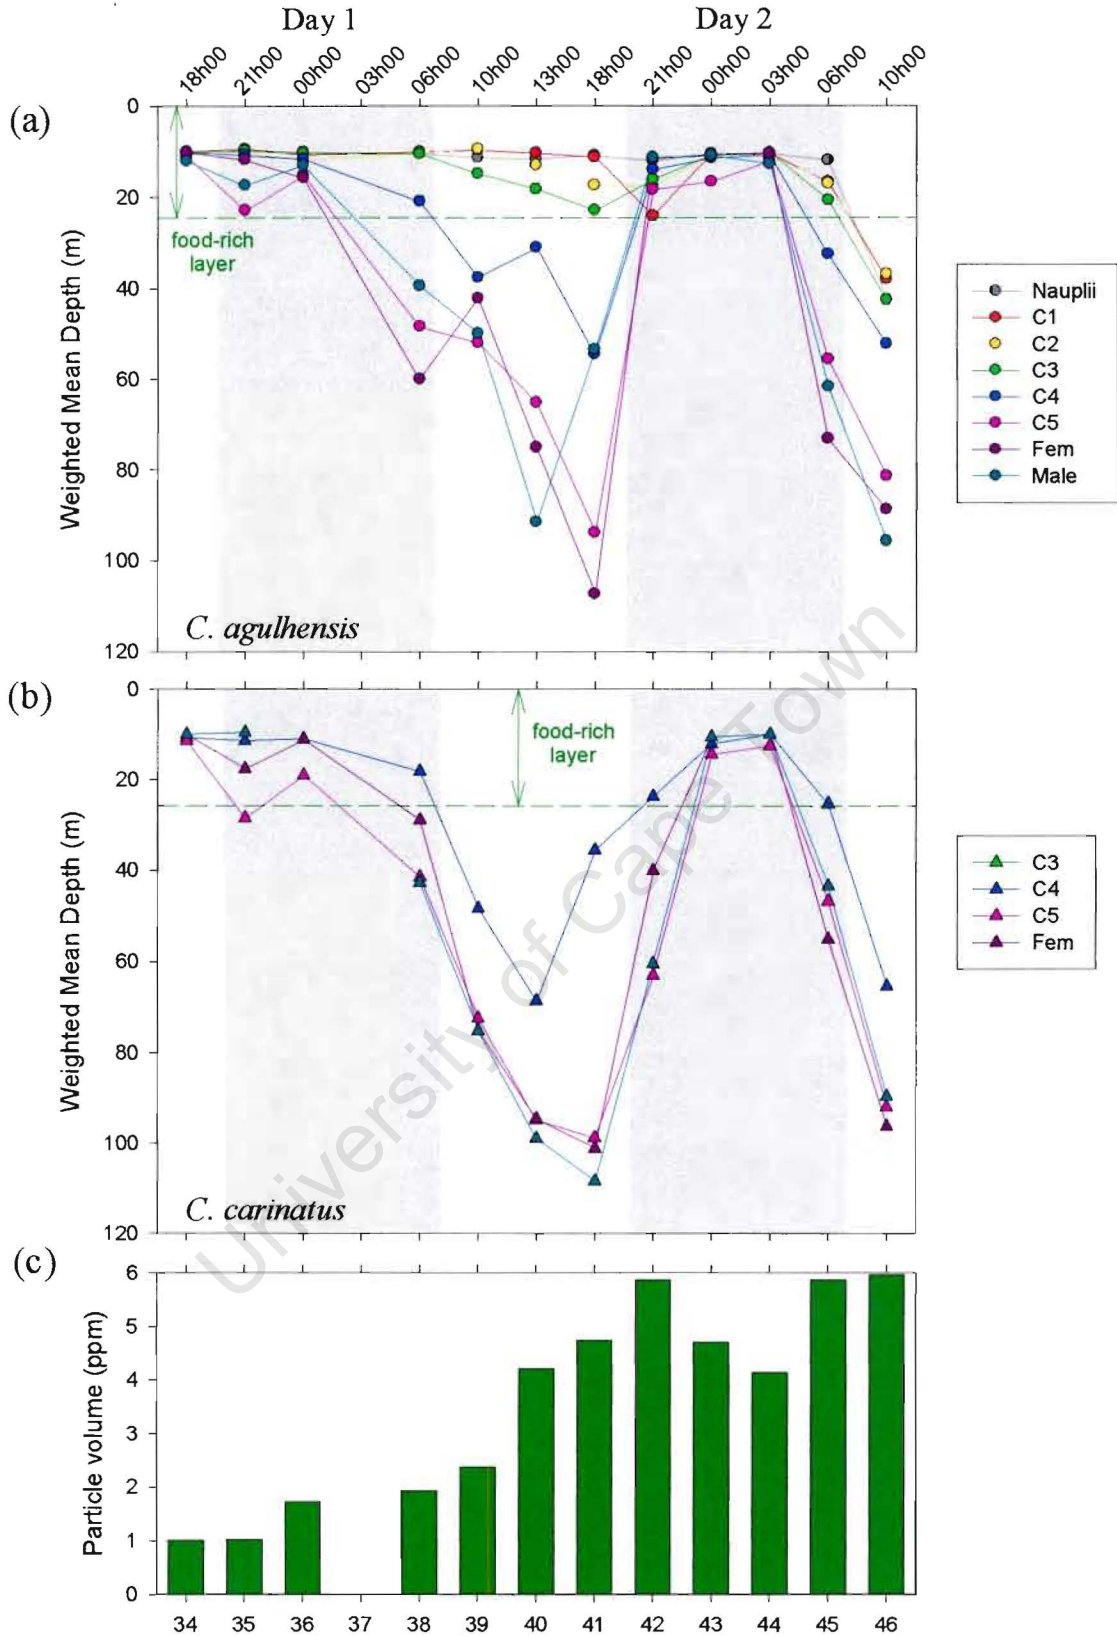 Day 1 Day 2
18h00 21h00 00h00 03h00 06h00 10h00 13h00 18h00 21h00 00h00 03h00 06h00 10h00
(a)
0
20
40
60
80
100
120
Weighted Mean Depth (m)
food-rich
layer
C. agulhensis
Nauplii
C1
C2
C3
C4
C5
Fem
Male
(b)
0
20
40
60
80
100
120
Weighted Mean Depth (m)
food-rich
layer
C. carinatus
C3
C4
C5
Fem
University of Cape Town
(c)
6
5
4
3
2
1
0
Particle volume (ppm)
34 35 36 37 38 39 40 41 42 43 44 45 46